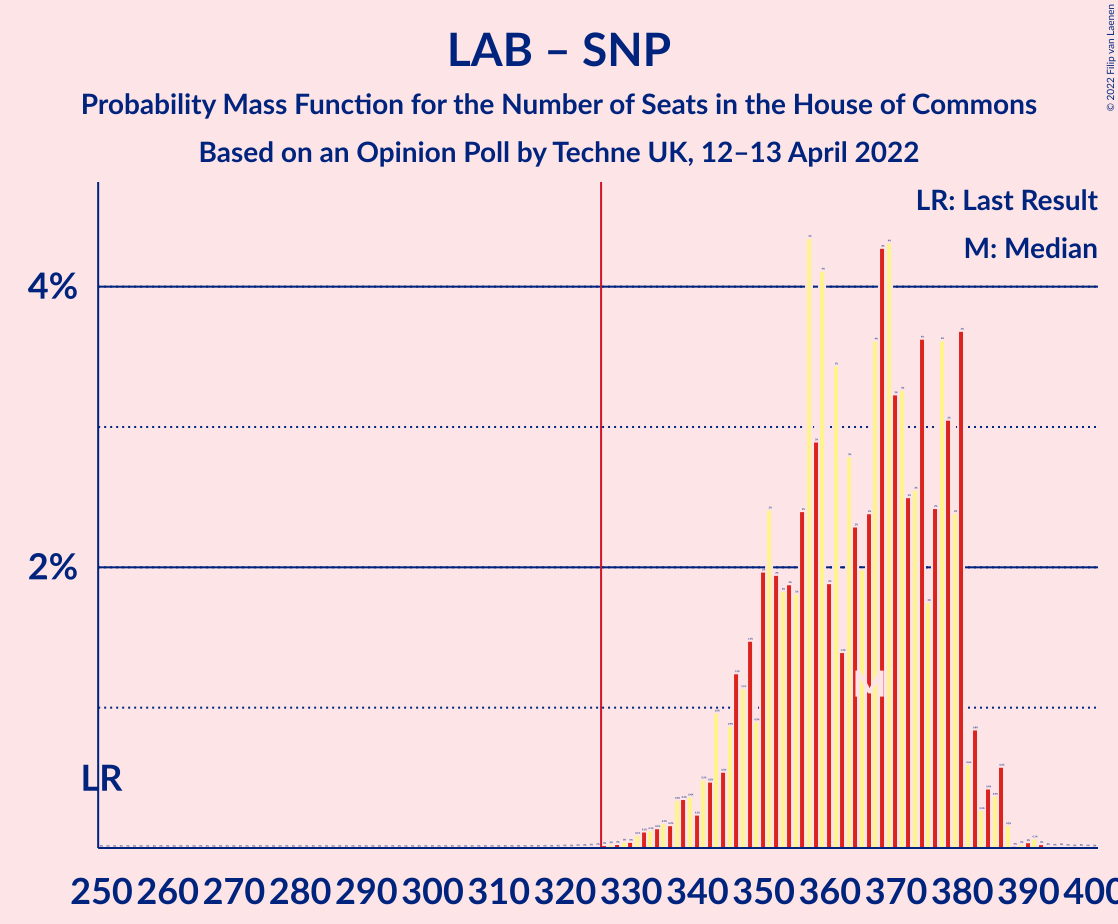 LAB – SNP
Probability Mass Function for the Number of Seats in the House of Commons
Based on an Opinion Poll by Techne UK, 12–13 April 2022
© 2022 Filip van Laenen
LR: Last Result
M: Median
4%
2%
M
LR
250 260 270 280 290 300 310 320 330 340 350 360 370 380 390 400